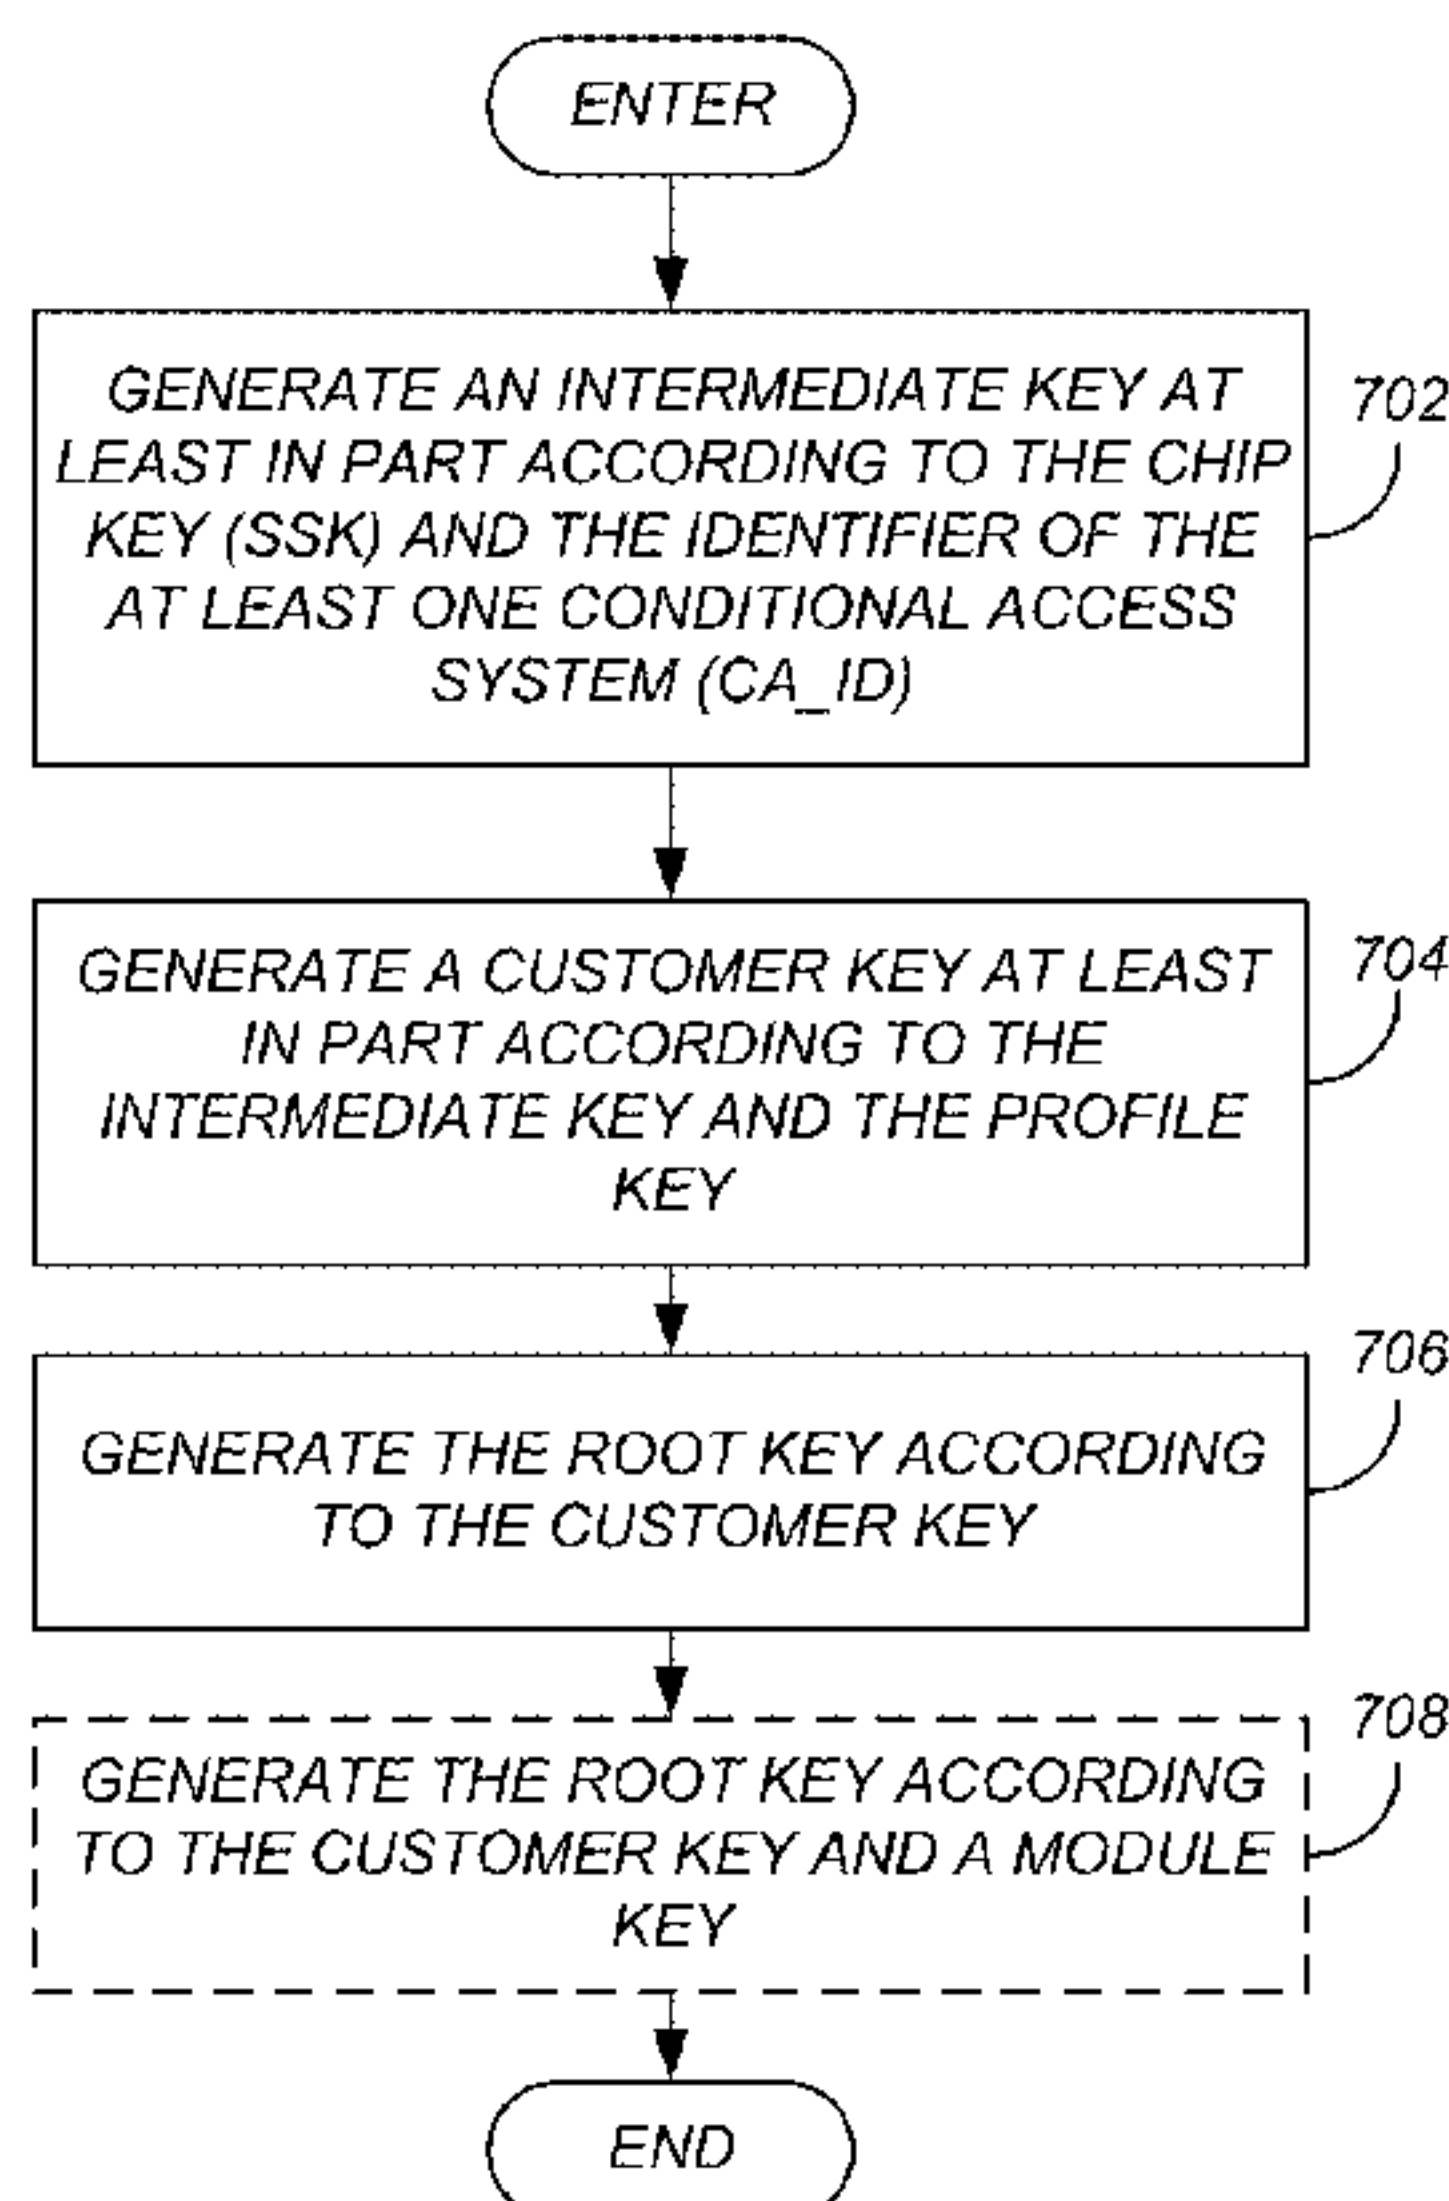 ENTER
GENERATE AN INTERMEDIATE KEY AT
LEAST IN PART ACCORDING TO THE CHIP
KEY (SSK) AND THE IDENTIFIER OF THE
AT LEAST ONE CONDITIONAL ACCESS
SYSTEM (CA_ID)
702
GENERATE A CUSTOMER KEY AT LEAST
IN PART ACCORDING TO THE
INTERMEDIATE KEY AND THE PROFILE
KEY
704
GENERATE THE ROOT KEY ACCORDING
TO THE CUSTOMER KEY
706
GENERATE THE ROOT KEY ACCORDING
TO THE CUSTOMER KEY AND A MODULE
KEY
708
END